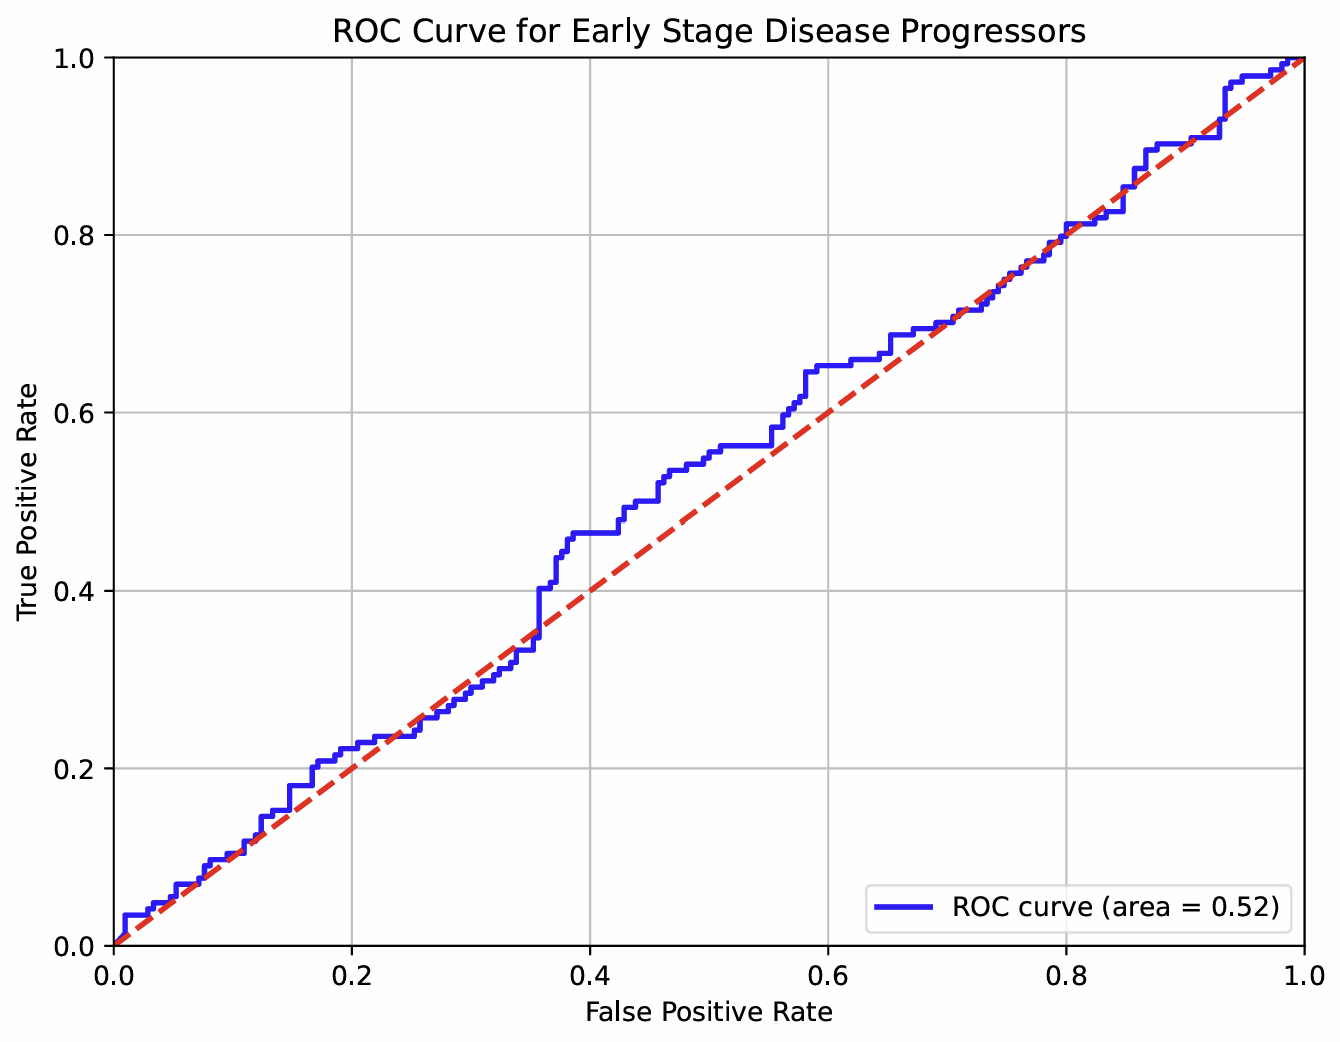 ROC Curve for Early Stage Disease Progressors
1.0
0.8
0.6
0.4
0.2
0.0
True Positive Rate
ROC curve (area = 0.52)
0.0 0.2 0.4 0.6 0.8 1.0
False Positive Rate